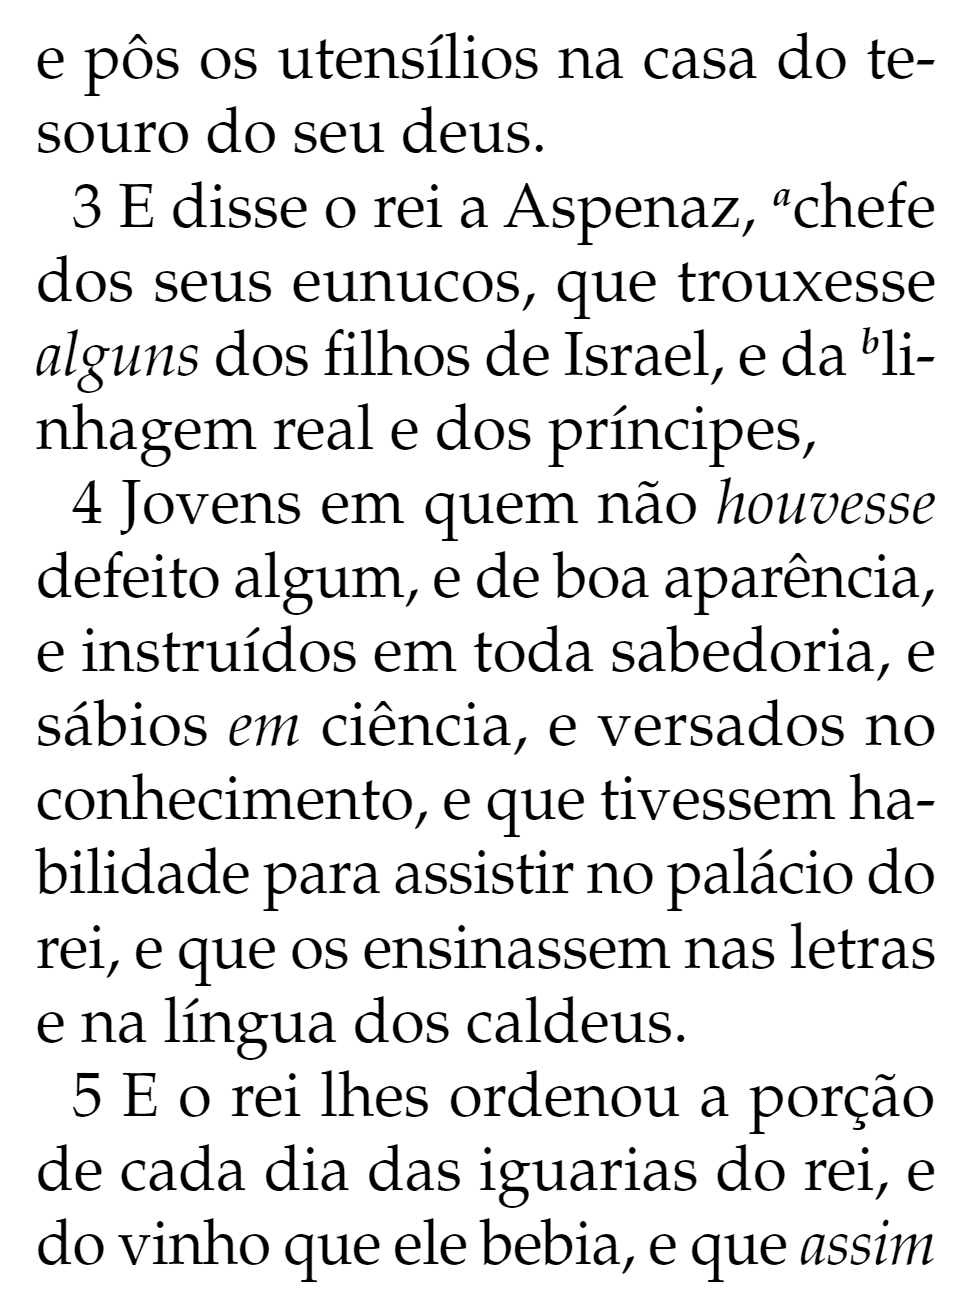 e pôs os utensílios na casa do te-
souro do seu deus.
3 E disse o rei a Aspenaz, ᵃchefe
dos seus eunucos, que trouxesse
alguns dos filhos de Israel, e da ᵇli-
nhagem real e dos príncipes,
4 Jovens em quem não houvesse
defeito algum, e de boa aparência,
e instruídos em toda sabedoria, e
sábios em ciência, e versados no
conhecimento, e que tivessem ha-
bilidade para assistir no palácio do
rei, e que os ensinassem nas letras
e na língua dos caldeus.
5 E o rei lhes ordenou a porção
de cada dia das iguarias do rei, e
do vinho que ele bebia, e que assim